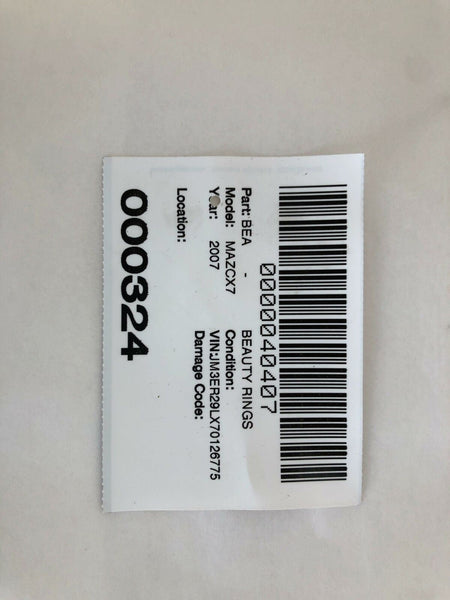 0000040407
Part: BEA - BEAUTY RINGS
Model: MAZCX7 Condition:
Year: 2007 VIN:JM3ER29LX70126775
Damage Code:
Location:
000324